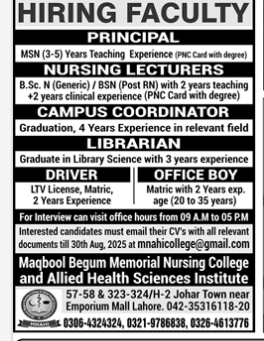 HIRING FACULTY
PRINCIPAL
MSN (3-5) Years Teaching Experience (PNC Card with degree)
NURSING LECTURERS
B.Sc. N (Generic) / BSN (Post RN) with 2 years teaching
+2 years clinical experience (PNC Card with degree)
CAMPUS COORDINATOR
Graduation, 4 Years Experience in relevant field
LIBRARIAN
Graduate in Library Science with 3 years experience
DRIVER
LTV License, Matric,
2 Years Experience
OFFICE BOY
Matric with 2 Years exp.
age (20 to 35 years)
For Interview can visit office hours from 09 A.M to 05 P.M
Interested candidates must email their CV's with all relevant
documents till 30th Aug, 2025 at mnahicollege@gmail.com
Maqbool Begum Memorial Nursing College
and Allied Health Sciences Institute
57-58 & 323-324/H-2 Johar Town near
Emporium Mall Lahore. 042-35316118-20
0306-4324324, 0321-9786838, 0326-4613776